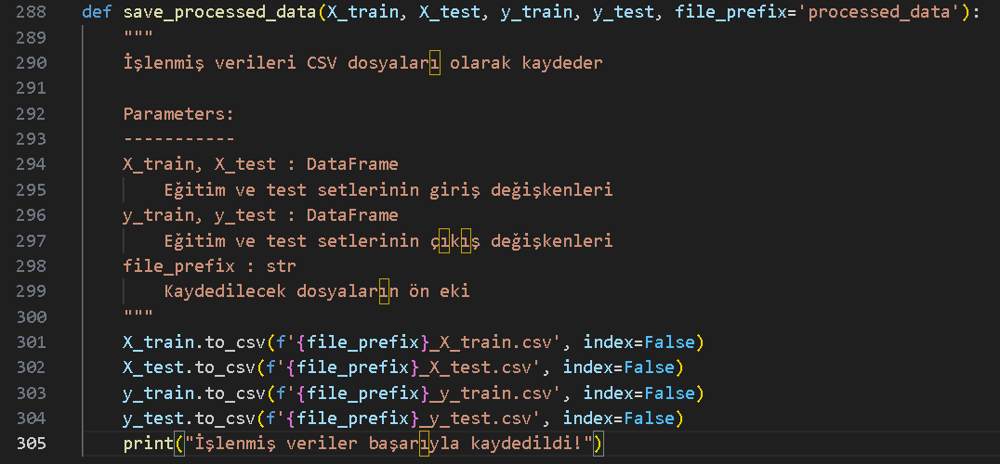 288 def save_processed_data(X_train, X_test, y_train, y_test, file_prefix='processed_data'):
289 """
290 İşlenmiş verileri CSV dosyaları olarak kaydeder
291
292 Parameters:
293 -----------
294 X_train, X_test : DataFrame
295 Eğitim ve test setlerinin giriş değişkenleri
296 y_train, y_test : DataFrame
297 Eğitim ve test setlerinin çıkış değişkenleri
298 file_prefix : str
299 Kaydedilecek dosyaların ön eki
300 """
301 X_train.to_csv(f'{file_prefix}_X_train.csv', index=False)
302 X_test.to_csv(f'{file_prefix}_X_test.csv', index=False)
303 y_train.to_csv(f'{file_prefix}_y_train.csv', index=False)
304 y_test.to_csv(f'{file_prefix}_y_test.csv', index=False)
305 print("İşlenmiş veriler başarıyla kaydedildi!")